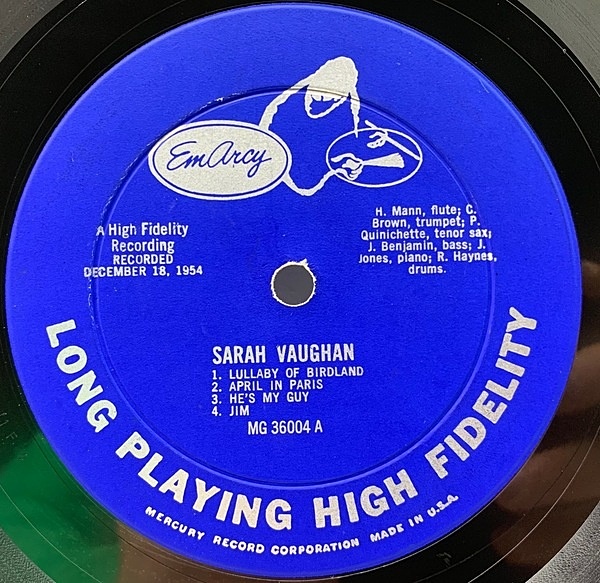 EmArcy
A High Fidelity
Recording
RECORDED
DECEMBER 18, 1954
H. Mann, flute; C.
Brown, trumpet; P.
Quinichette, tenor sax;
J. Benjamin, bass; J.
Jones, piano; R. Haynes,
drums.
SARAH VAUGHAN
1. LULLABY OF BIRDLAND
2. APRIL IN PARIS
3. HE'S MY GUY
4. JIM
MG 36004 A
LONG PLAYING HIGH FIDELITY
MERCURY RECORD CORPORATION MADE IN U.S.A.